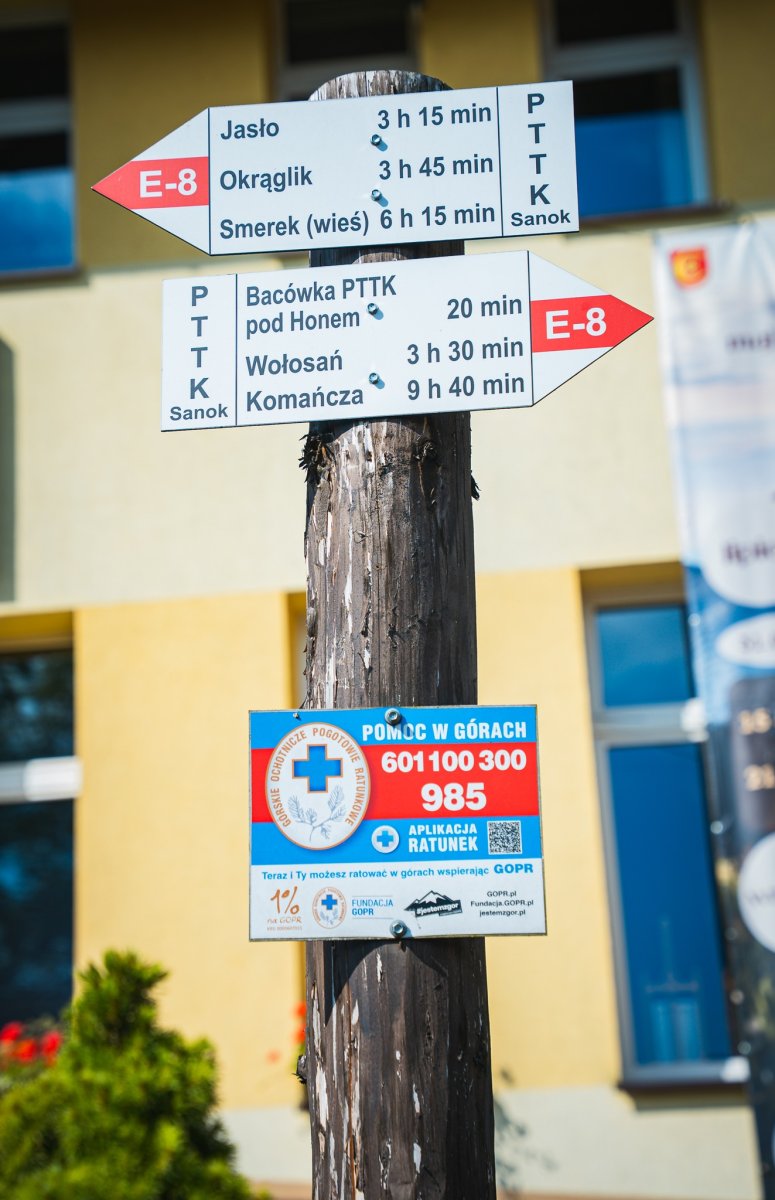 Jasło 3 h 15 min
E-8 Okrąglik 3 h 45 min
Smerek (wieś) 6 h 15 min
P
T
T
K
Sanok
P
T
T
K
Sanok
Bacówka PTTK
pod Honem 20 min
E-8
Wołosań 3 h 30 min
Komańcza 9 h 40 min
POMOC W GÓRACH
601 100 300
985
GÓRSKIE OCHOTNICZE POGOTOWIE RATUNKOWE
APLIKACJA
RATUNEK
Teraz i Ty możesz ratować w górach wspierając GOPR
1%
na GOPR
FUNDACJA
GOPR
#jestemzgor
GOPR.pl
Fundacja.GOPR.pl
jestemzgor.pl